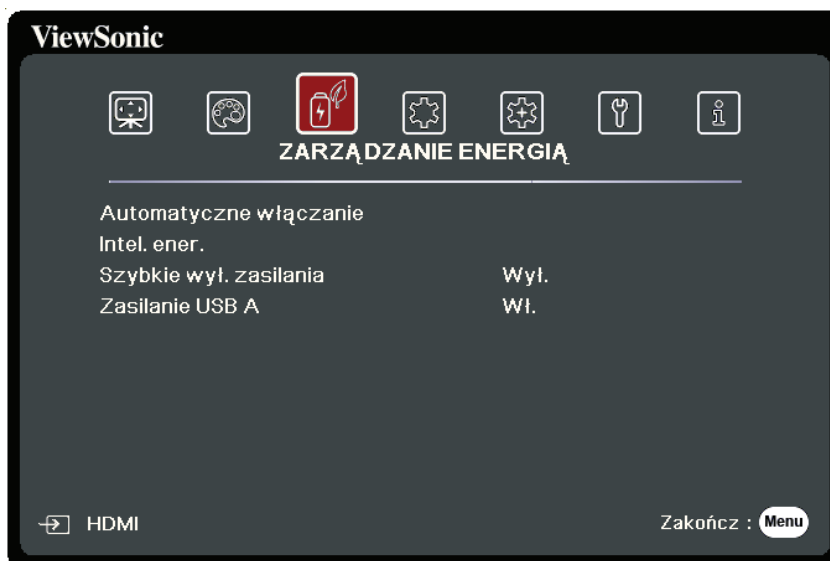 ViewSonic
ZARZĄDZANIE ENERGIĄ
Automatyczne włączanie
Intel. ener.
Szybkie wył. zasilania Wył.
Zasilanie USB A Wł.
HDMI Zakończ : Menu